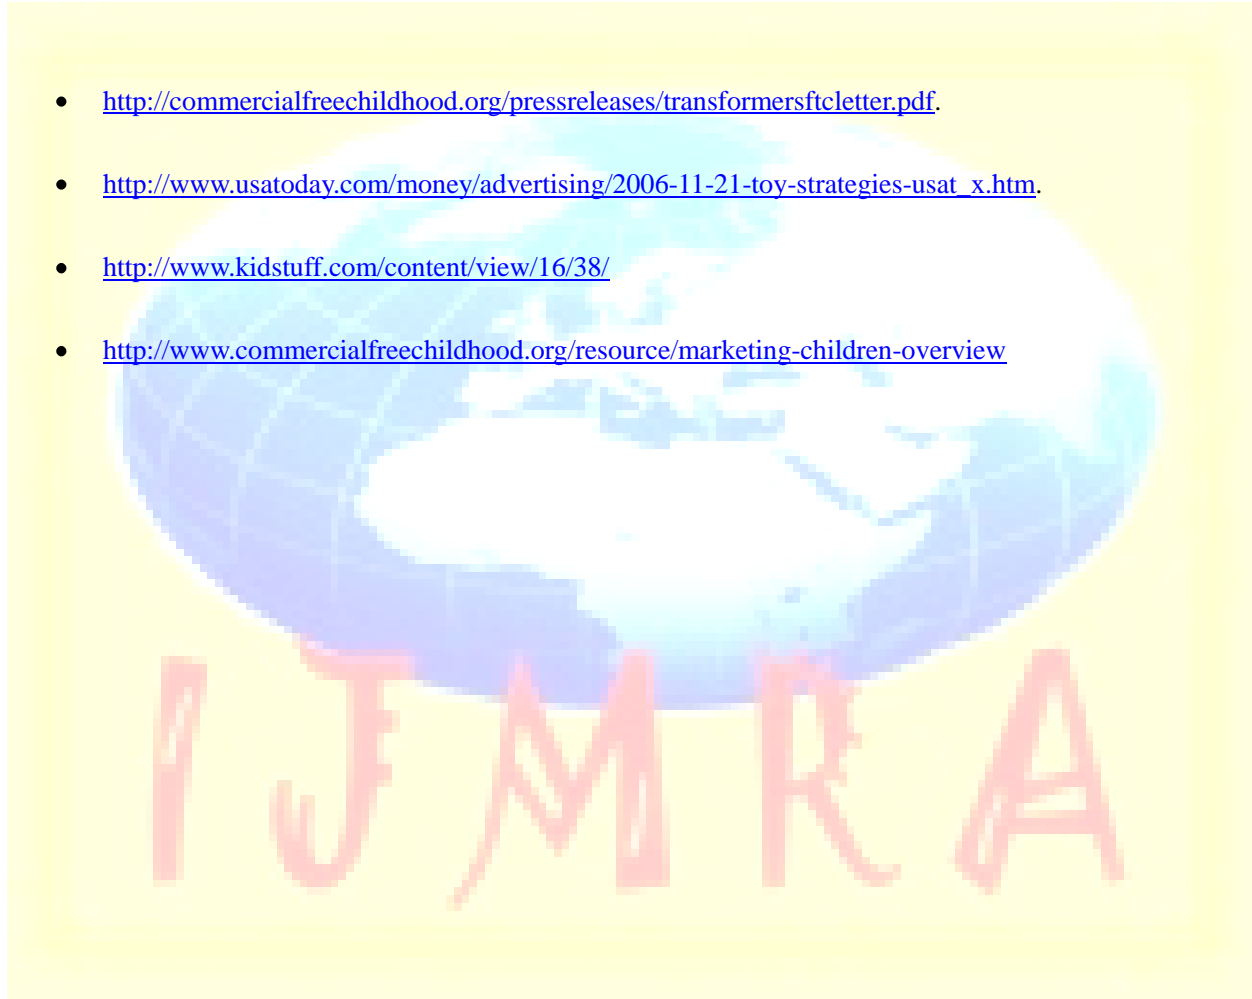 • http://commercialfreechildhood.org/pressreleases/transformersftcletter.pdf.
• http://www.usatoday.com/money/advertising/2006-11-21-toy-strategies-usat_x.htm.
• http://www.kidstuff.com/content/view/16/38/
• http://www.commercialfreechildhood.org/resource/marketing-children-overview
IJMRA